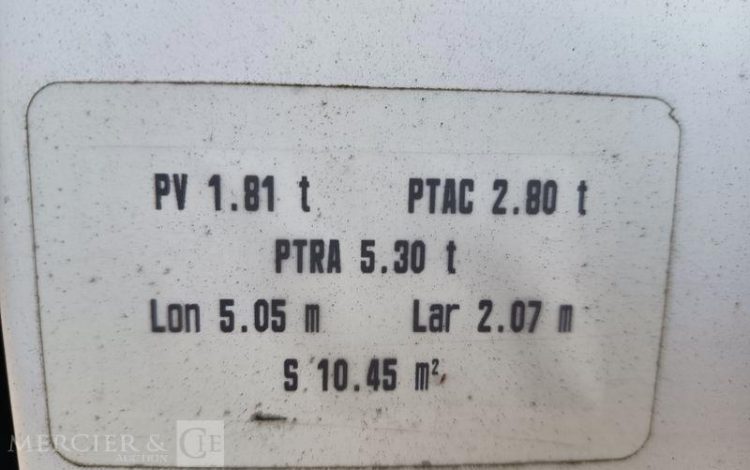 PV 1.81 t PTAC 2.80 t
PTRA 5.30 t
Lon 5.05 m Lar 2.07 m
S 10.45 m²
MERCIER & CIE
AUCTION